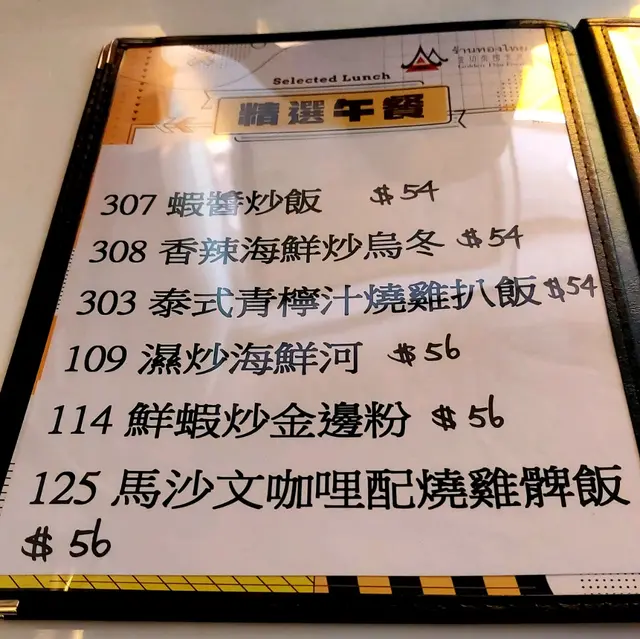 Selected Lunch
精選午餐
307 蝦醬炒飯 $54
308 香辣海鮮炒烏冬 $54
303 泰式青檸汁燒雞扒飯 $54
109 濕炒海鮮河 $56
114 鮮蝦炒金邊粉 $56
125 馬沙文咖哩配燒雞髀飯
$56